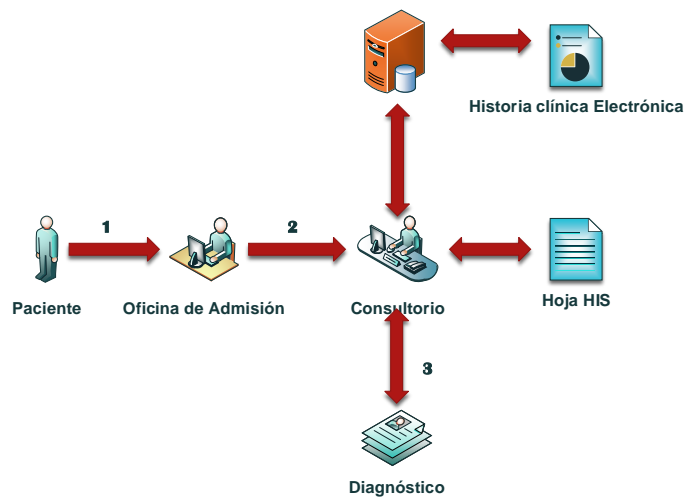 Historia clínica Electrónica
1
2
Paciente
Oficina de Admisión
Consultorio
Hoja HIS
3
Diagnóstico